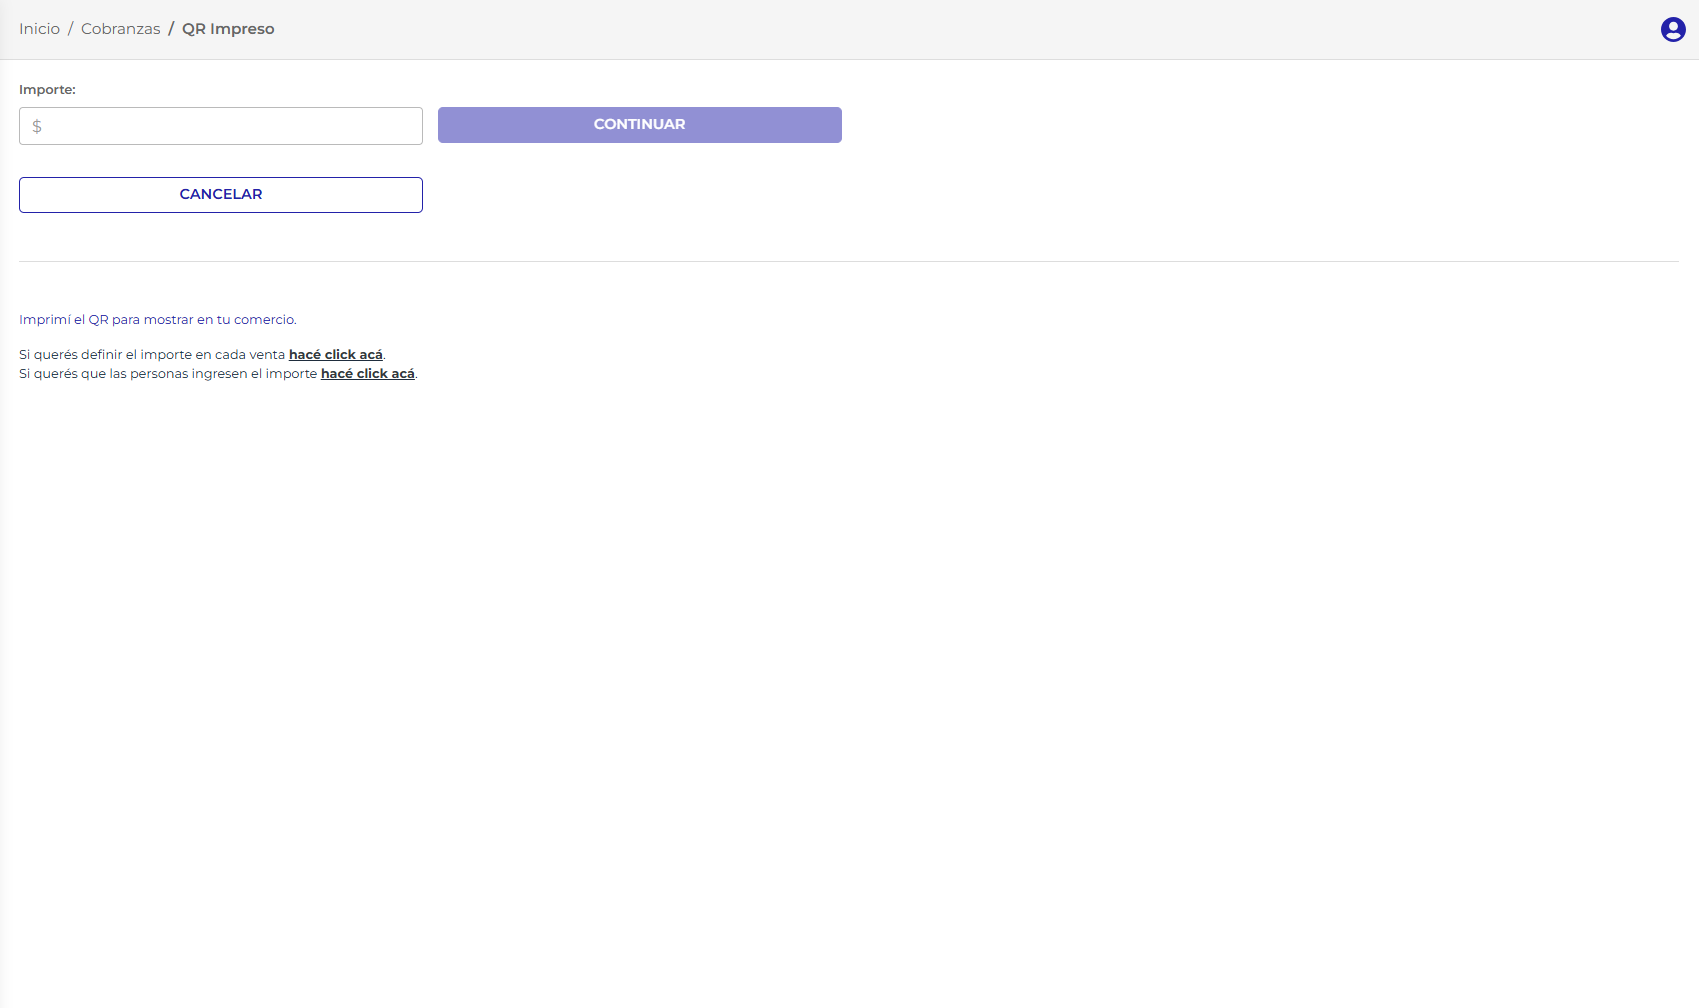 Inicio / Cobranzas / QR Impreso
Importe:
$
CONTINUAR
CANCELAR
Imprimí el QR para mostrar en tu comercio.
Si querés definir el importe en cada venta hacé click acá.
Si querés que las personas ingresen el importe hacé click acá.